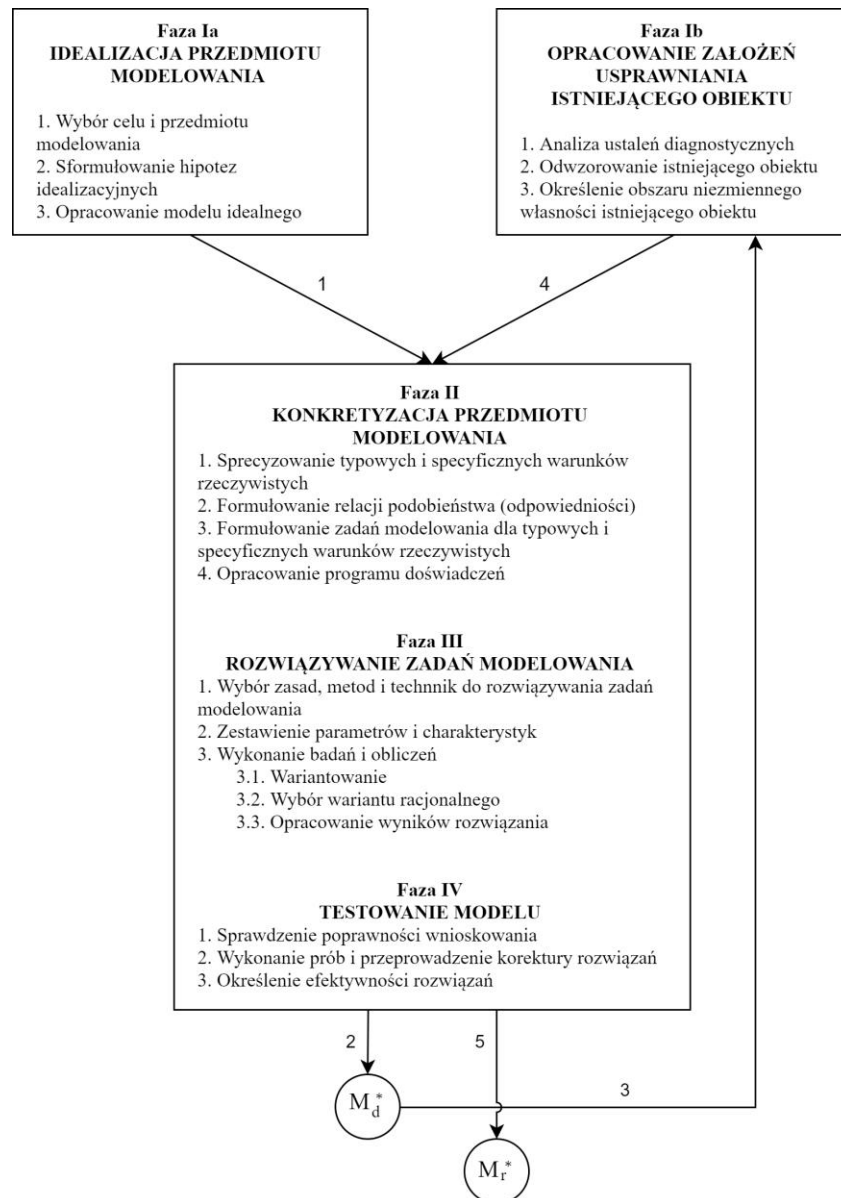 Faza Ia
IDEALIZACJA PRZEDMIOTU
MODELOWANIA
1. Wybór celu i przedmiotu
modelowania
2. Sformułowanie hipotez
idealizacyjnych
3. Opracowanie modelu idealnego
Faza Ib
OPRACOWANIE ZAŁOŻEŃ
USPRAWNIANIA
ISTNIEJĄCEGO OBIEKTU
1. Analiza ustaleń diagnostycznych
2. Odwzorowanie istniejącego obiektu
3. Określenie obszaru niezmiennego
własności istniejącego obiektu
1
4
Faza II
KONKRETYZACJA PRZEDMIOTU
MODELOWANIA
1. Sprecyzowanie typowych i specyficznych warunków
rzeczywistych
2. Formułowanie relacji podobieństwa (odpowiedniości)
3. Formułowanie zadań modelowania dla typowych i
specyficznych warunków rzeczywistych
4. Opracowanie programu doświadczeń
Faza III
ROZWIĄZYWANIE ZADAŃ MODELOWANIA
1. Wybór zasad, metod i technnik do rozwiązywania zadań
modelowania
2. Zestawienie parametrów i charakterystyk
3. Wykonanie badań i obliczeń
3.1. Wariantowanie
3.2. Wybór wariantu racjonalnego
3.3. Opracowanie wyników rozwiązania
Faza IV
TESTOWANIE MODELU
1. Sprawdzenie poprawności wnioskowania
2. Wykonanie prób i przeprowadzenie korektury rozwiązań
3. Określenie efektywności rozwiązań
2
5
M_d^*
3
M_r^*